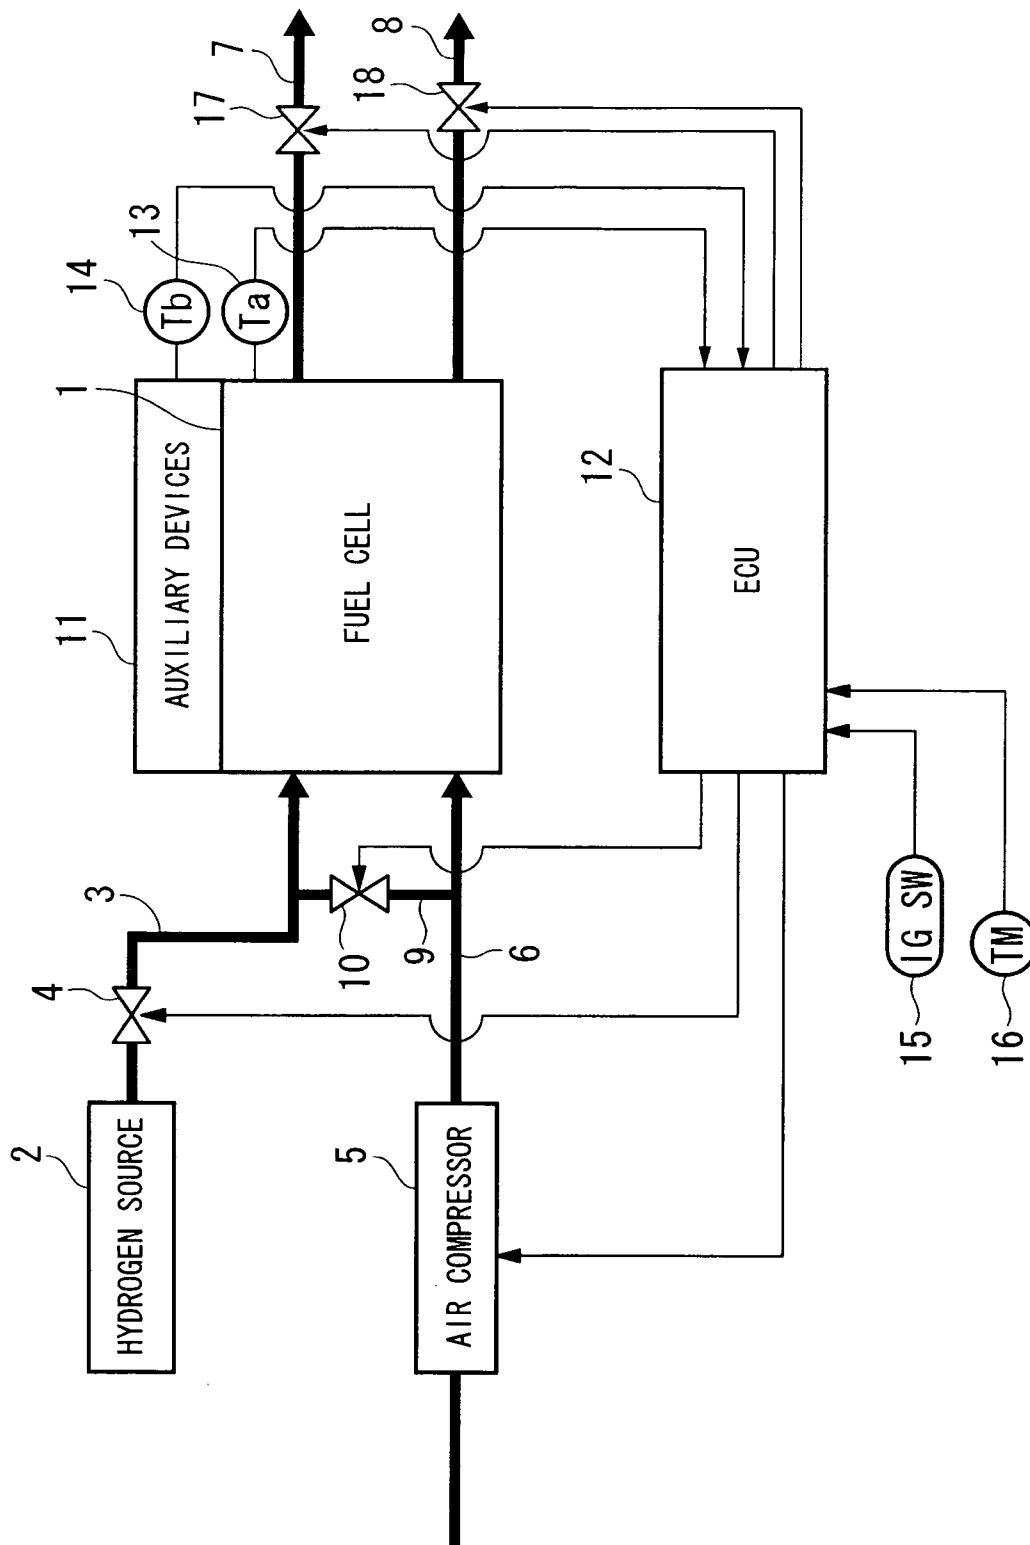 7
8
17
18
14
Tb
13
Ta
1
11
AUXILIARY DEVICES
FUEL CELL
12
ECU
3
4
10
9
6
2
HYDROGEN SOURCE
5
AIR COMPRESSOR
IG SW
15
TM
16